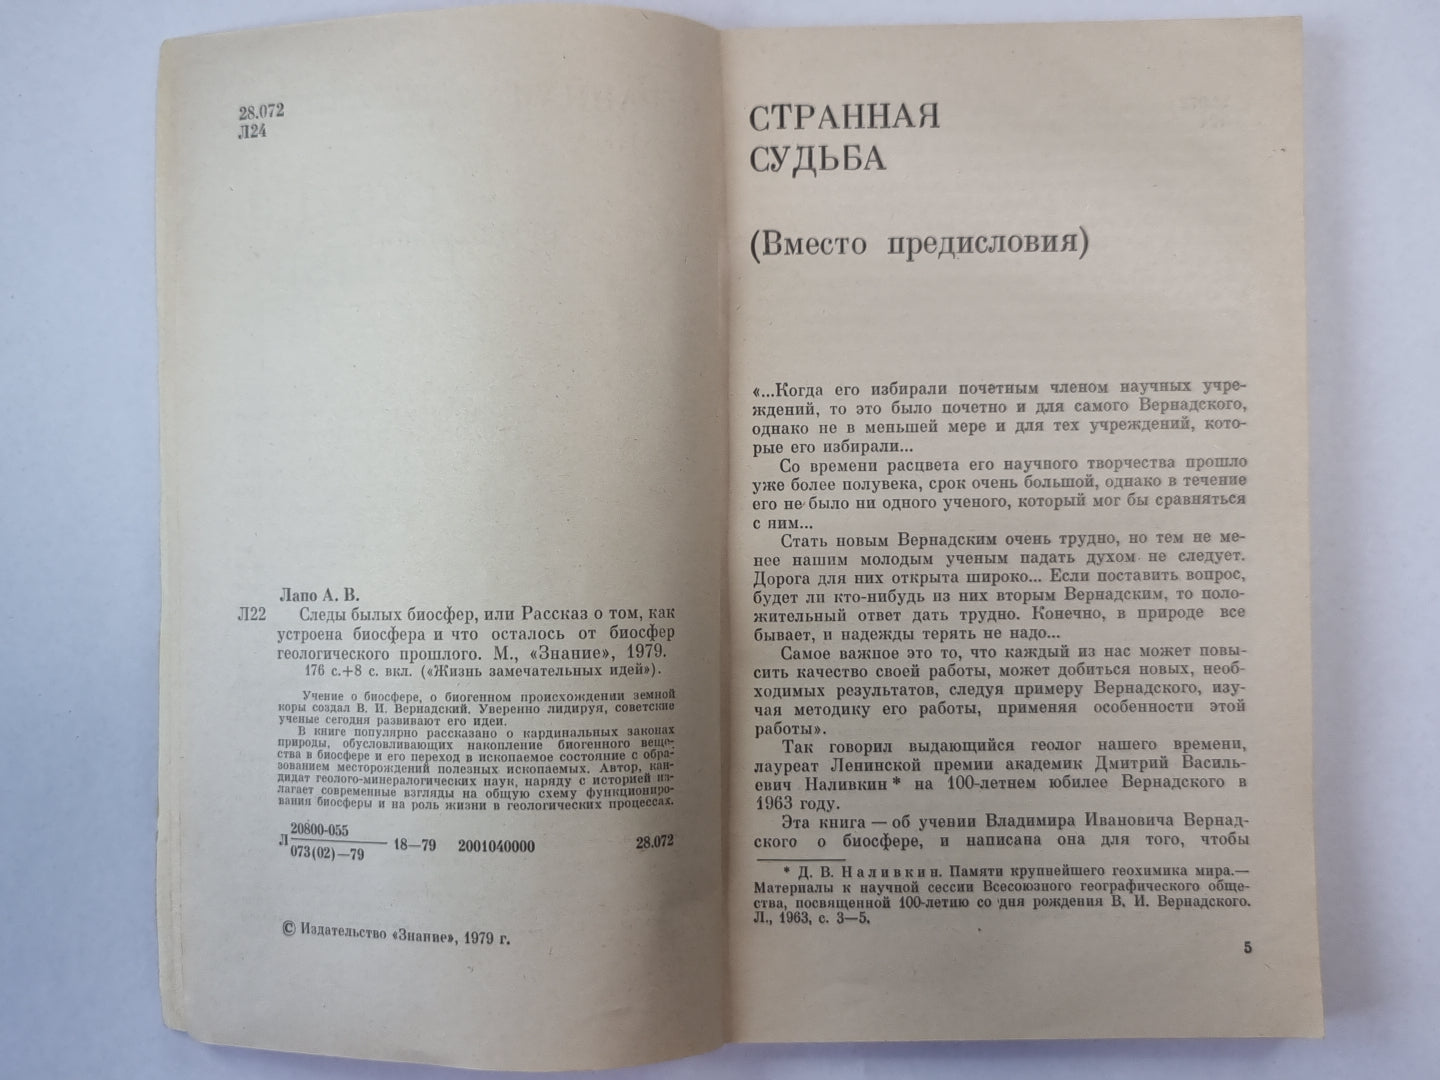 28.072
Л24
Лапо А. В.
Л22 Следы былых биосфер, или Рассказ о том, как
устроена биосфера и что осталось от биосфер
геологического прошлого. М., «Знание», 1979.
176 с.+8 с. вкл. («Жизнь замечательных идей»).
Учение о биосфере, о биогенном происхождении земной
коры создал В. И. Вернадский. Уверенно лидируя, советские
ученые сегодня развивают его идеи.
В книге популярно рассказано о кардинальных законах
природы, обусловливающих накопление биогенного веще-
ства в биосфере и его переход в ископаемое состояние с обра-
зованием месторождений полезных ископаемых. Автор, кан-
дидат геолого-минералогических наук, наряду с историей из-
лагает современные взгляды на общую схему функциониро-
вания биосферы и на роль жизни в геологических процессах.
20800-055
Л 18—79 2001040000 28.072
073(02)—79
© Издательство «Знание», 1979 г.
СТРАННАЯ
СУДЬБА
(Вместо предисловия)
«...Когда его избирали почетным членом научных учре-
ждений, то это было почетно и для самого Вернадского,
однако не в меньшей мере и для тех учреждений, кото-
рые его избирали...
Со времени расцвета его научного творчества прошло
уже более полувека, срок очень большой, однако в течение
его не было ни одного ученого, который мог бы сравняться
с ним...
Стать новым Вернадским очень трудно, но тем не ме-
нее нашим молодым ученым падать духом не следует.
Дорога для них открыта широко... Если поставить вопрос,
будет ли кто-нибудь из них вторым Вернадским, то поло-
жительный ответ дать трудно. Конечно, в природе все
бывает, и надежды терять не надо...
Самое важное это то, что каждый из нас может повы-
сить качество своей работы, может добиться новых, необ-
ходимых результатов, следуя примеру Вернадского, изу-
чая методику его работы, применяя особенности этой
работы».
Так говорил выдающийся геолог нашего времени,
лауреат Ленинской премии академик Дмитрий Василь-
евич Наливкин * на 100-летнем юбилее Вернадского в
1963 году.
Эта книга — об учении Владимира Ивановича Вернад-
ского о биосфере, и написана она для того, чтобы
* Д. В. Наливкин. Памяти крупнейшего геохимика мира.—
Материалы к научной сессии Всесоюзного географического обще-
ства, посвященной 100-летию со дня рождения В. И. Вернадского.
Л., 1963, с. 3—5.
5